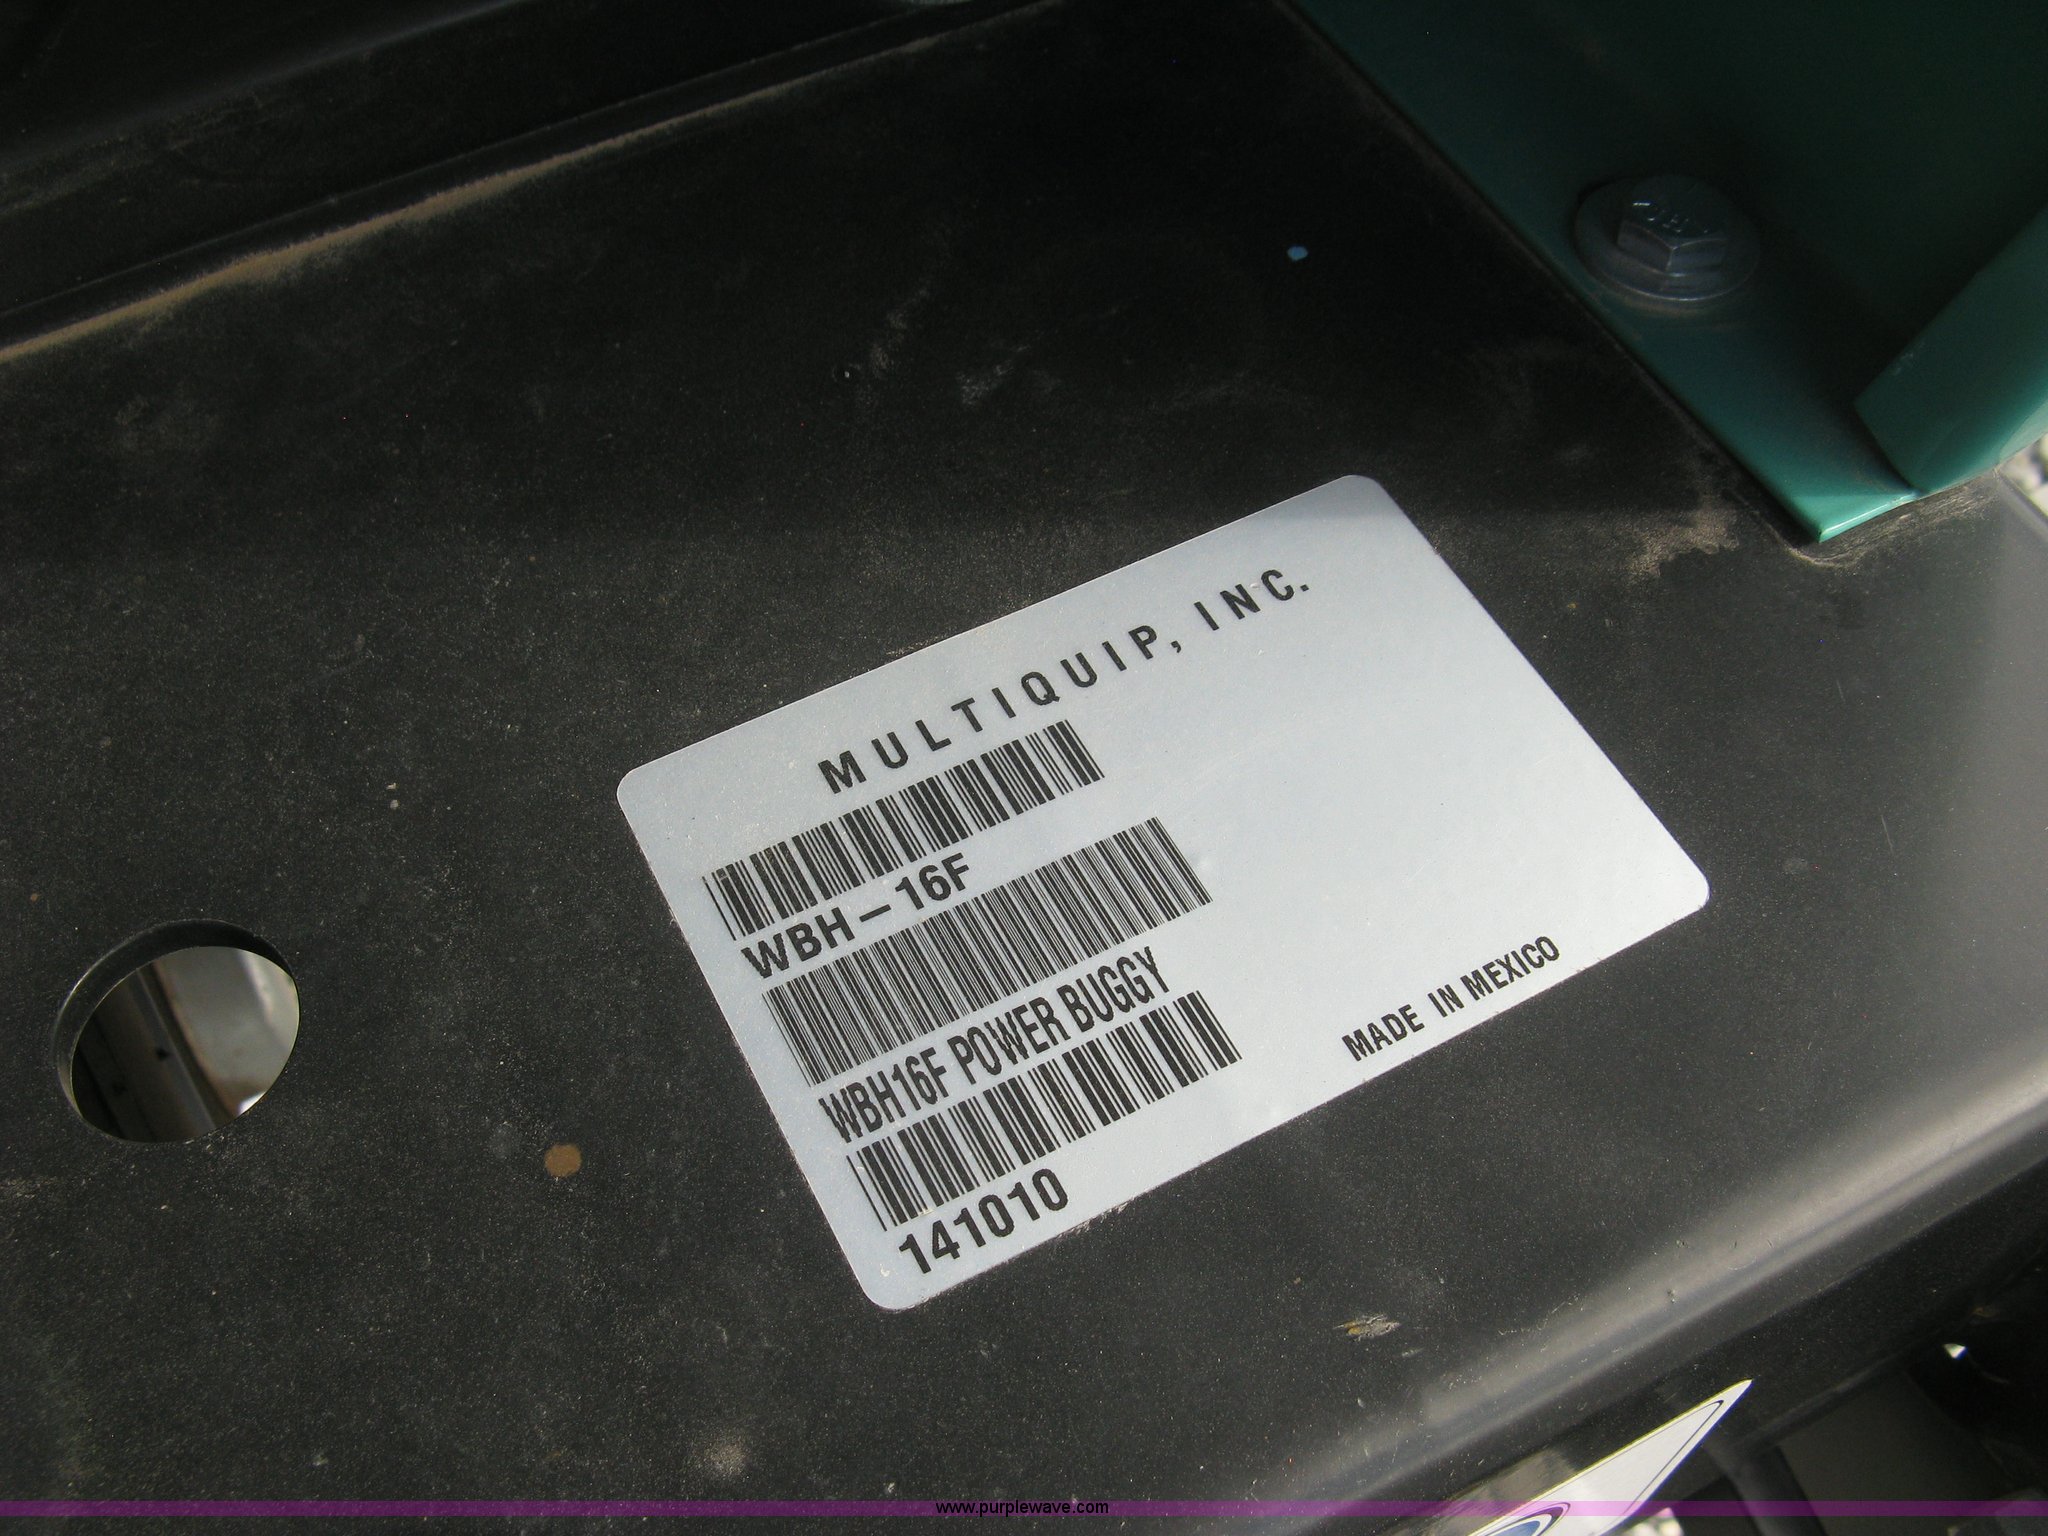 MULTIQUIP, INC.
WBH-16F
WBH16F POWER BUGGY
141010
MADE IN MEXICO
www.purplewave.com